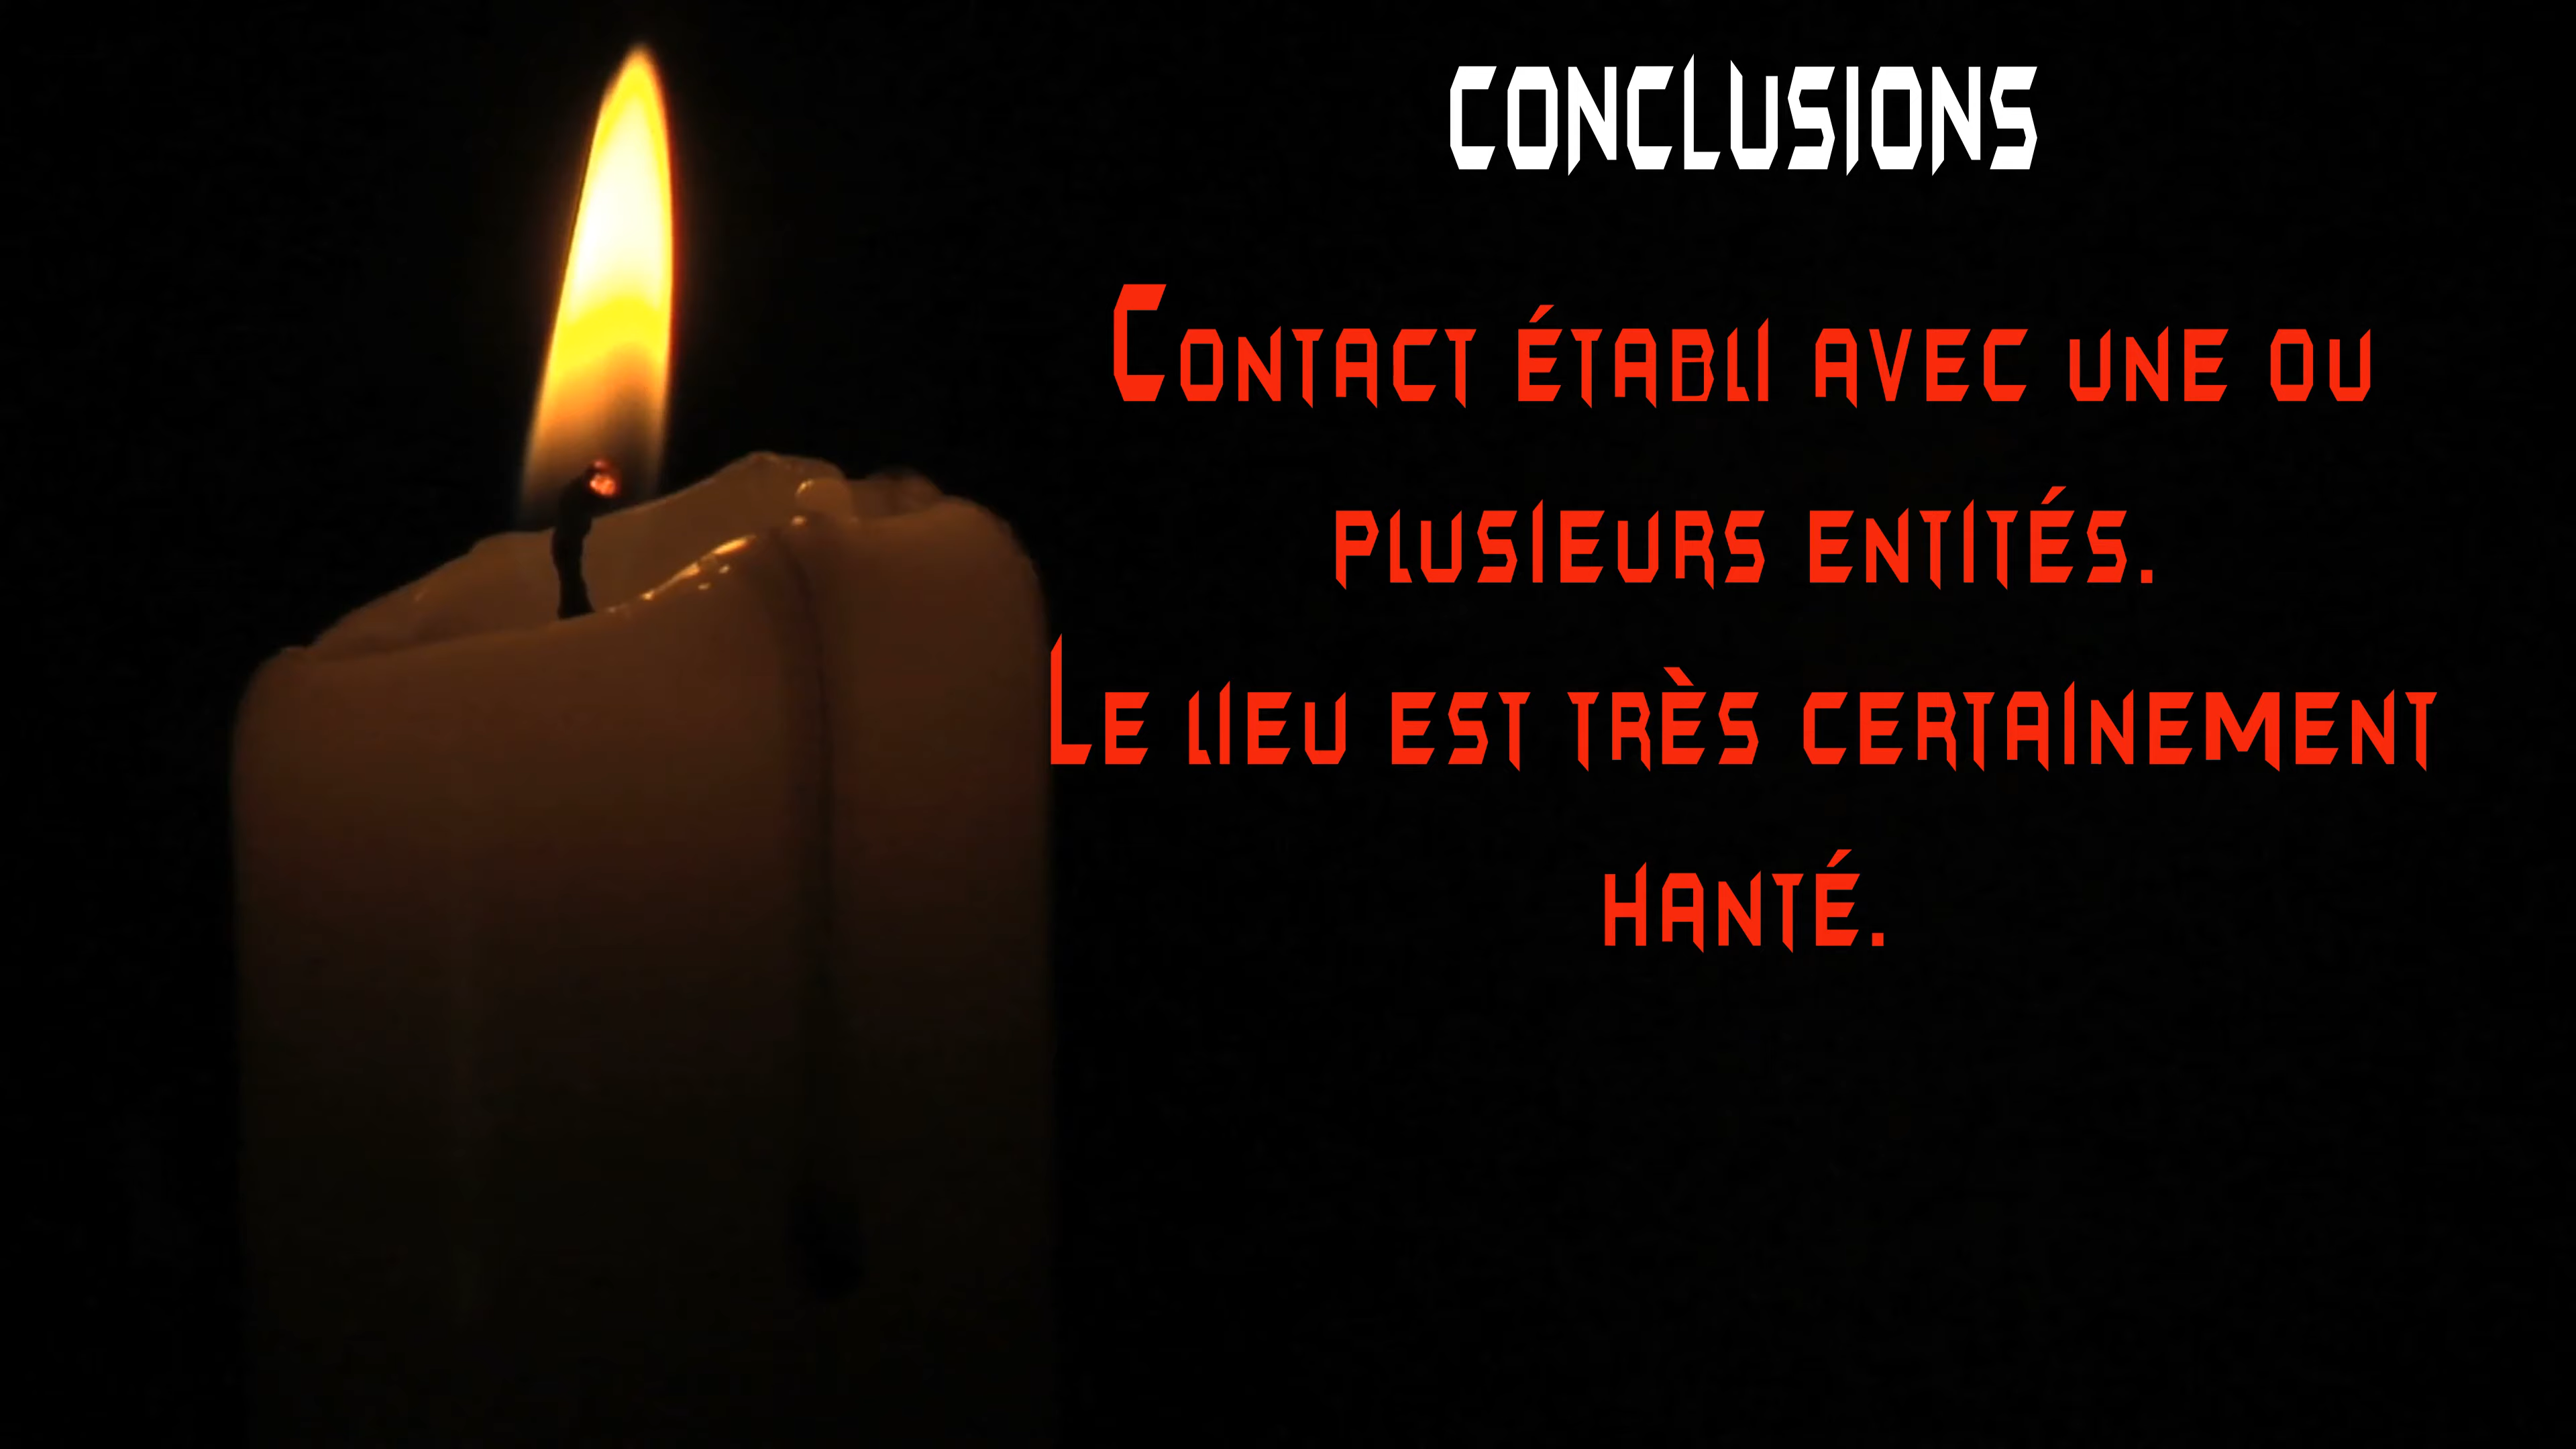 CONCLUSIONS
Contact établi avec une ou
plusieurs entités.
Le lieu est très certainement
hanté.